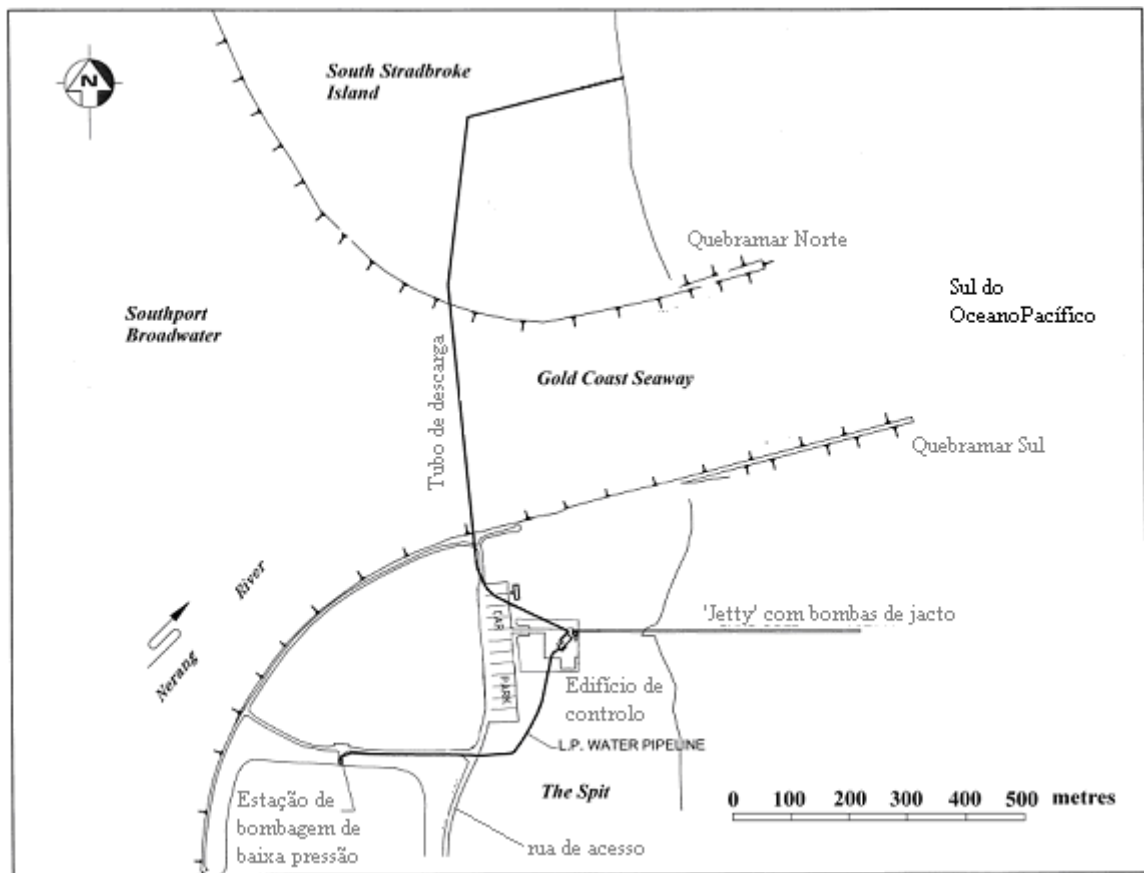 N
South Stradbroke
Island
Quebramar Norte
Sul do
OceanoPacífico
Southport
Broadwater
Gold Coast Seaway
Tubo de descarga
Quebramar Sul
River
Nerang
'Jetty' com bombas de jacto
CAR
PARK
Edifício de
controlo
L.P. WATER PIPELINE
The Spit
0 100 200 300 400 500 metres
Estação de
bombagem de
baixa pressão
rua de acesso